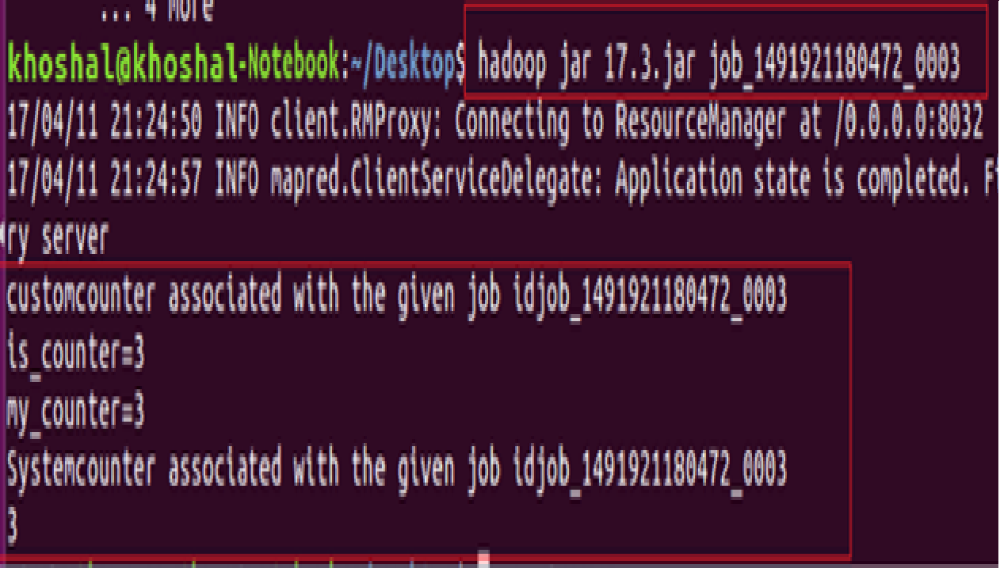 ... 4 more
khoshal@khoshal-Notebook:~/Desktop$ hadoop jar 17.3.jar job_1491921180472_0003
17/04/11 21:24:50 INFO client.RMProxy: Connecting to ResourceManager at /0.0.0.0:8032
17/04/11 21:24:57 INFO mapred.ClientServiceDelegate: Application state is completed.
ry server
customcounter associated with the given job idjob_1491921180472_0003
is_counter=3
my_counter=3
Systemcounter associated with the given job idjob_1491921180472_0003
3